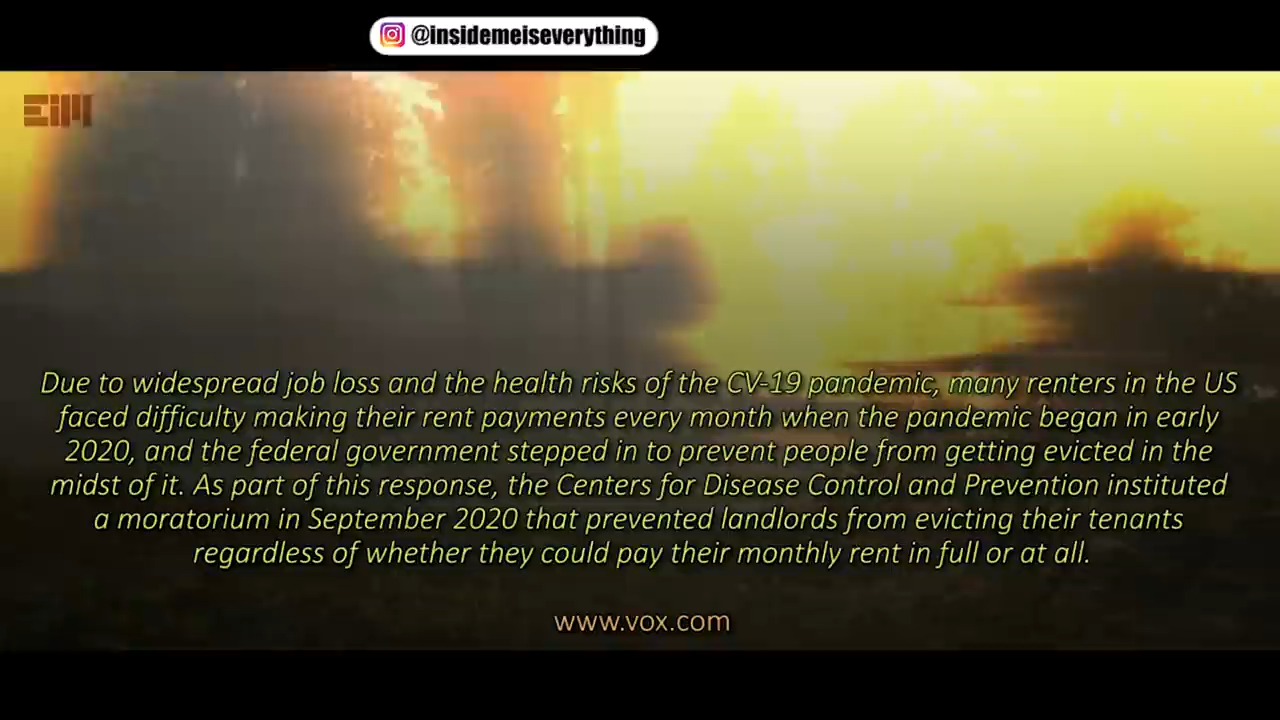 @insidemeiseverything
EiM
Due to widespread job loss and the health risks of the CV-19 pandemic, many renters in the US
faced difficulty making their rent payments every month when the pandemic began in early
2020, and the federal government stepped in to prevent people from getting evicted in the
midst of it. As part of this response, the Centers for Disease Control and Prevention instituted
a moratorium in September 2020 that prevented landlords from evicting their tenants
regardless of whether they could pay their monthly rent in full or at all.
www.vox.com